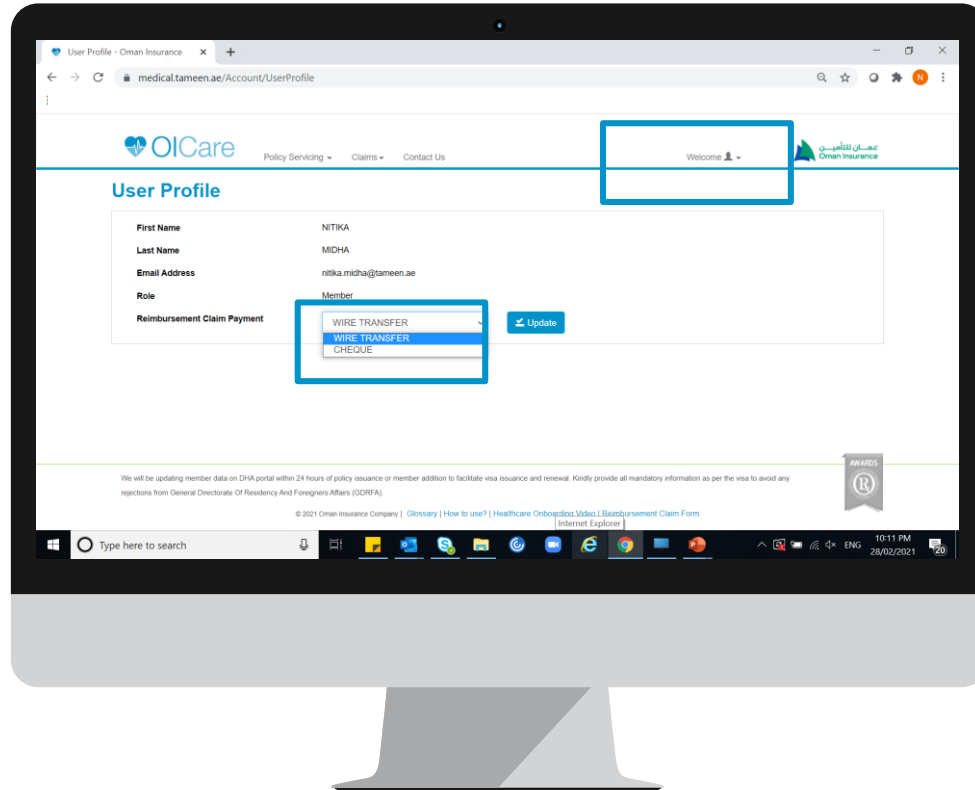 User Profile - Oman Insurance
medical.tameen.ae/Account/UserProfile
N
OICare
Policy Servicing
Claims
Contact Us
Welcome
عمـــان للتأميـــن
Oman Insurance
User Profile
First Name NITIKA
Last Name MIDHA
Email Address nitika.midha@tameen.ae
Role Member
Reimbursement Claim Payment WIRE TRANSFER Update
WIRE TRANSFER
CHEQUE
AWARDS
R
We will be updating member data on DHA portal within 24 hours of policy issuance or member addition to facilitate visa issuance and renewal. Kindly provide all mandatory information as per the visa to avoid any
rejections from General Directorate Of Residency And Foreigners Affairs (GDRFA).
© 2021 Oman Insurance Company | Glossary | How to use? | Healthcare Onboarding Video | Reimbursement Claim Form
Internet Explorer
Type here to search
ENG
10:11 PM
28/02/2021
20